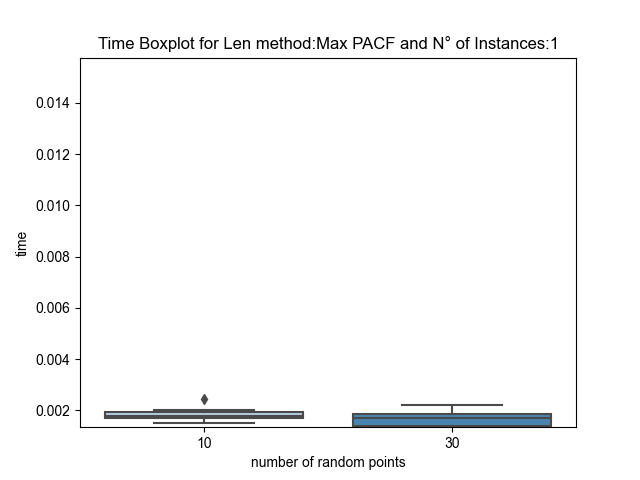 Time Boxplot for Len method:Max PACF and N° of Instances:1
0.014
0.012
0.010
0.008
0.006
0.004
0.002
time
10 30
number of random points